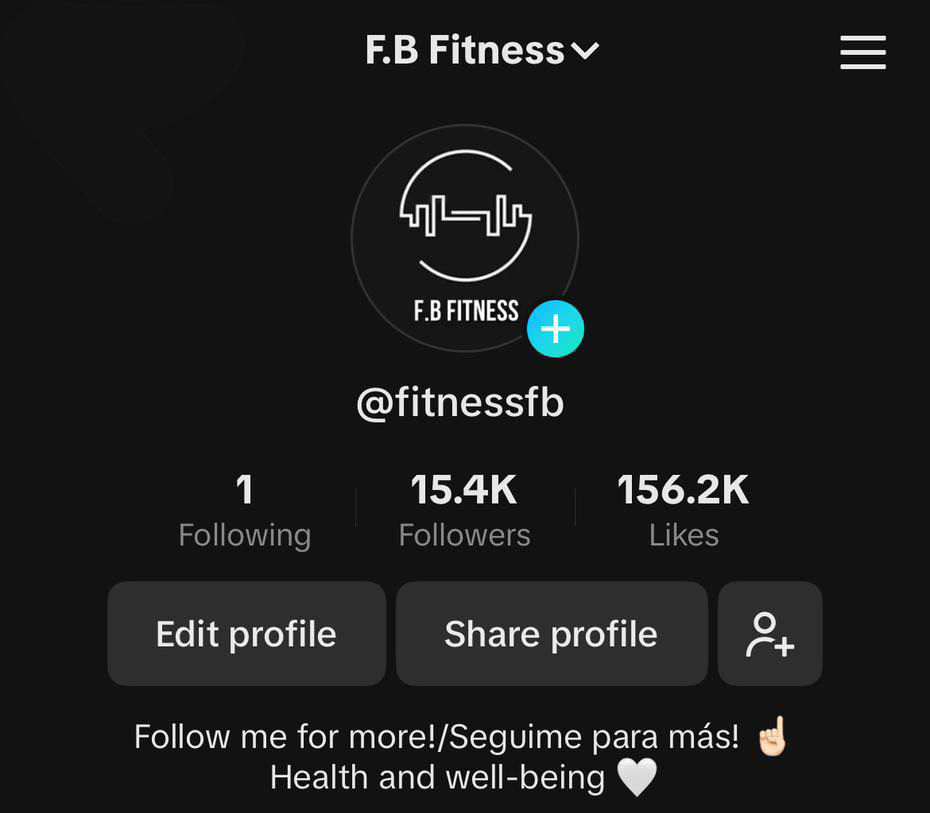 F.B Fitness
F.B FITNESS
@fitnessfb
1 15.4K 156.2K
Following Followers Likes
Edit profile Share profile
Follow me for more!/Seguime para más! ☝🏻
Health and well-being 🤍